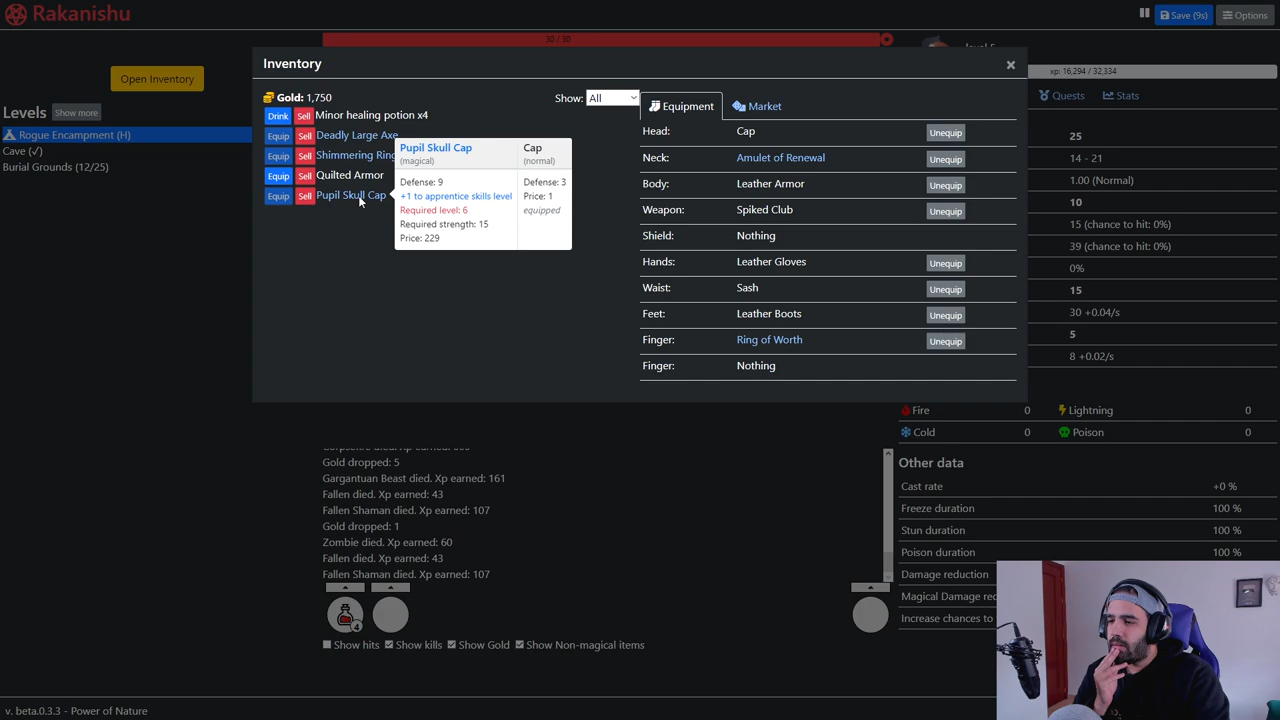 Rakanishu
Save (9s)
Options
30 / 30
Open Inventory
xp: 16,294 / 32,334
Levels
Show more
Quests
Stats
Rogue Encampment (H)
Cave (✓)
Burial Grounds (12/25)
Inventory
×
Gold: 1,750
Show:
All
Drink Sell Minor healing potion x4
Equip Sell Deadly Large Axe
Equip Sell Shimmering Ring
Equip Sell Quilted Armor
Equip Sell Pupil Skull Cap
Pupil Skull Cap
(magical)
Defense: 9
+1 to apprentice skills level
Required level: 6
Required strength: 15
Price: 229
Cap
(normal)
Defense: 3
Price: 1
equipped
Equipment
Market
Head: Cap Unequip
Neck: Amulet of Renewal Unequip
Body: Leather Armor Unequip
Weapon: Spiked Club Unequip
Shield: Nothing
Hands: Leather Gloves Unequip
Waist: Sash Unequip
Feet: Leather Boots Unequip
Finger: Ring of Worth Unequip
Finger: Nothing
25
14 - 21
1.00 (Normal)
10
15 (chance to hit: 0%)
39 (chance to hit: 0%)
0%
15
30 +0.04/s
5
8 +0.02/s
Fire 0 Lightning 0
Cold 0 Poison 0
Other data
Cast rate +0 %
Freeze duration 100 %
Stun duration 100 %
Poison duration 100 %
Damage reduction
Magical Damage
Increase chances to
Gold dropped: 5
Gargantuan Beast died. Xp earned: 161
Fallen died. Xp earned: 43
Fallen Shaman died. Xp earned: 107
Gold dropped: 1
Zombie died. Xp earned: 60
Fallen died. Xp earned: 43
Fallen Shaman died. Xp earned: 107
4
Show hits Show kills Show Gold Show Non-magical items
v. beta.0.3.3 - Power of Nature